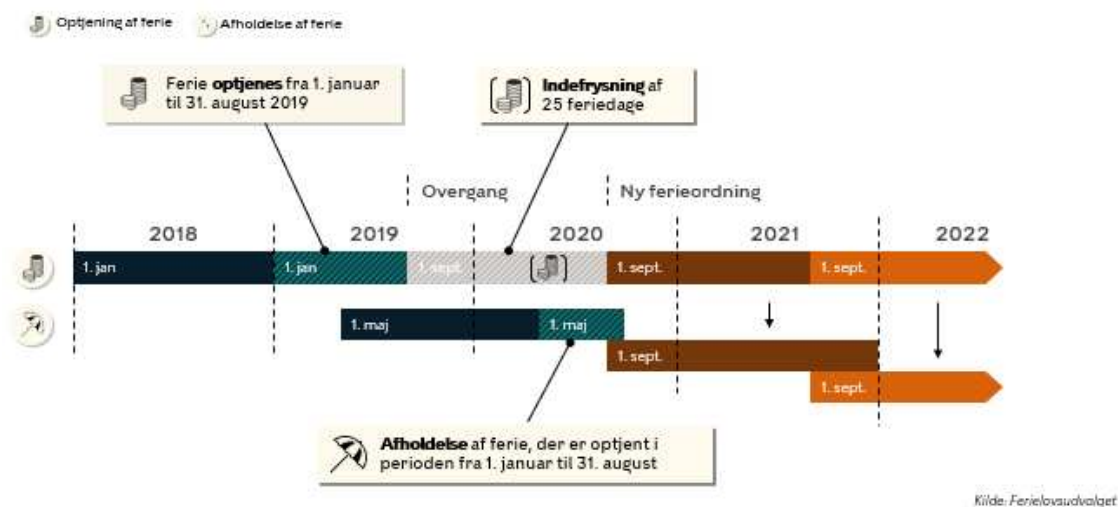 Optjening af ferie
Afholdelse af ferie
Ferie optjenes fra 1. januar
til 31. august 2019
Indefrysning af
25 feriedage
Overgang
Ny ferieordning
2018
2019
2020
2021
2022
1. jan
1. jan
1. sept.
1. sept.
1. sept.
1. maj
1. maj
1. sept.
1. sept.
Afholdelse af ferie, der er optjent i
perioden fra 1. januar til 31. august
Kilde: Ferielovsudvalget